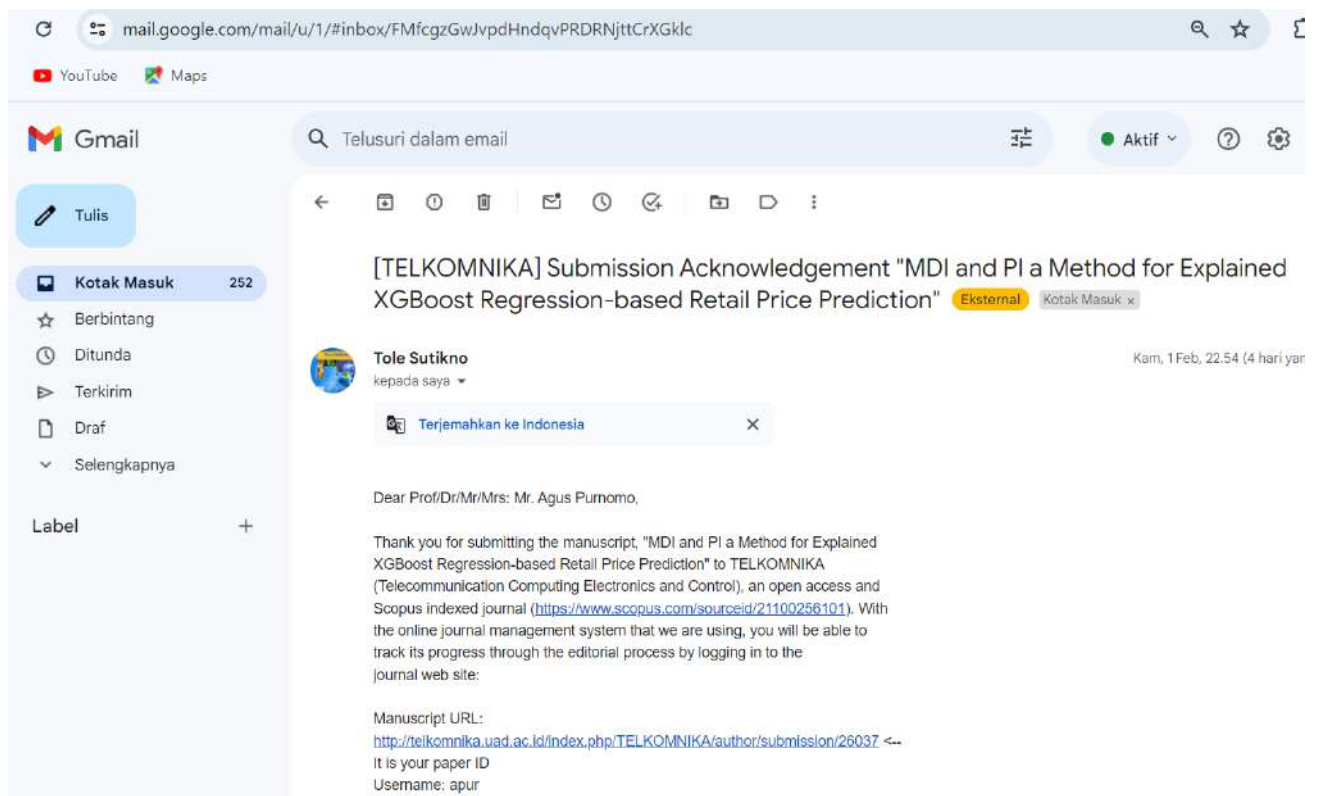 mail.google.com/mail/u/1/#inbox/FMfcgzGwJvpdHndqvPRDRNjttCrXGklc
YouTube Maps
Gmail
Telusuri dalam email
Aktif
Tulis
Kotak Masuk 252
Berbintang
Ditunda
Terkirim
Draf
Selengkapnya
Label
[TELKOMNIKA] Submission Acknowledgement "MDI and PI a Method for Explained
XGBoost Regression-based Retail Price Prediction" Eksternal Kotak Masuk x
Tole Sutikno
Kam, 1 Feb, 22.54 (4 hari yan
kepada saya
Terjemahkan ke Indonesia
Dear Prof/Dr/Mr/Mrs: Mr. Agus Purnomo,
Thank you for submitting the manuscript, "MDI and PI a Method for Explained
XGBoost Regression-based Retail Price Prediction" to TELKOMNIKA
(Telecommunication Computing Electronics and Control), an open access and
Scopus indexed journal (https://www.scopus.com/sourceid/21100256101). With
the online journal management system that we are using, you will be able to
track its progress through the editorial process by logging in to the
journal web site:
Manuscript URL:
http://telkomnika.uad.ac.id/index.php/TELKOMNIKA/author/submission/26037 <--
It is your paper ID
Username: apur